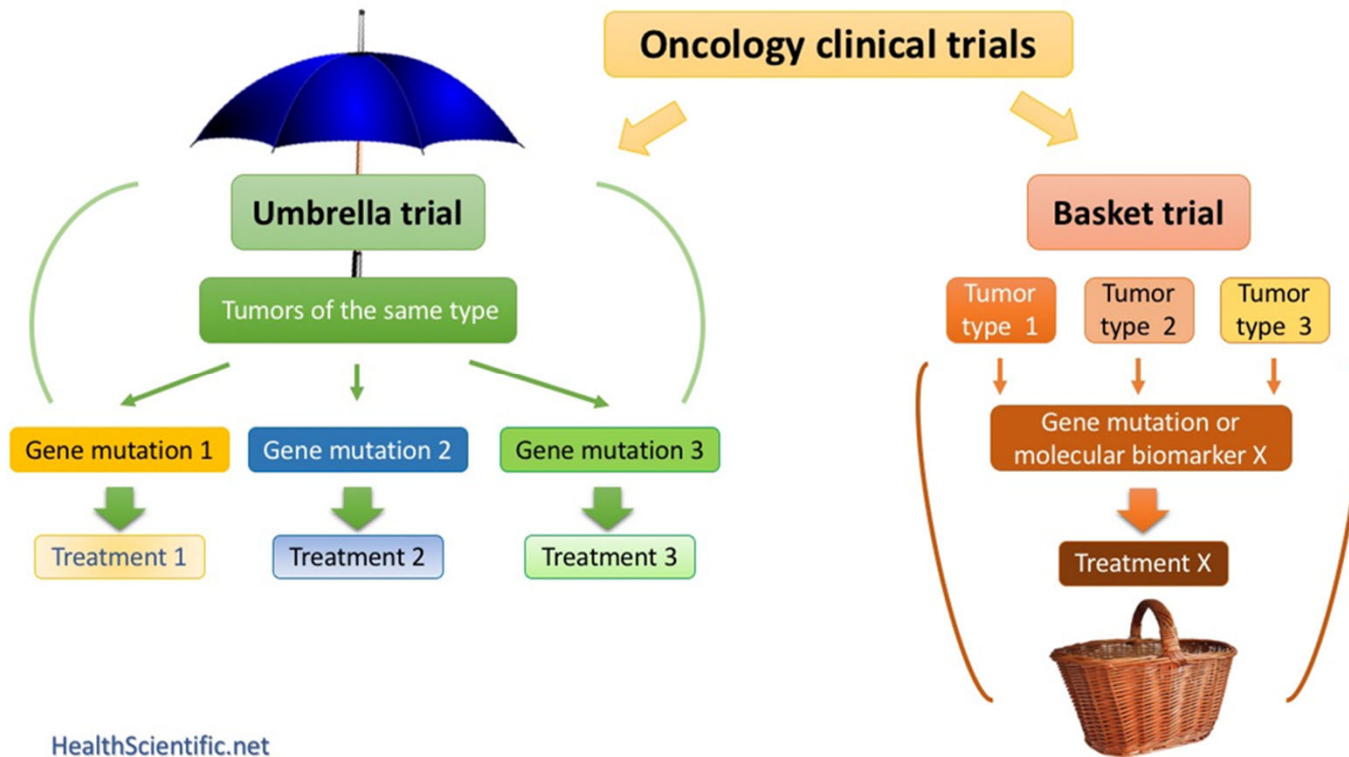 Oncology clinical trials
Umbrella trial
Tumors of the same type
Gene mutation 1
Gene mutation 2
Gene mutation 3
Treatment 1
Treatment 2
Treatment 3
Basket trial
Tumor
type 1
Tumor
type 2
Tumor
type 3
Gene mutation or
molecular biomarker X
Treatment X
HealthScientific.net